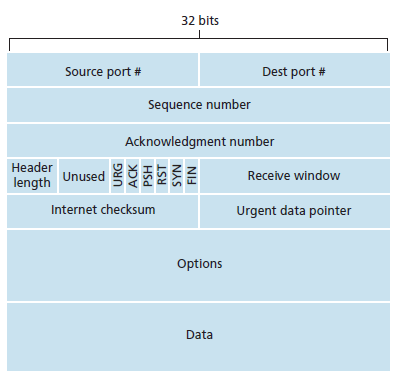 32 bits
Source port #
Dest port #
Sequence number
Acknowledgment number
Header
length
Unused
URG
ACK
PSH
RST
SYN
FIN
Receive window
Internet checksum
Urgent data pointer
Options
Data